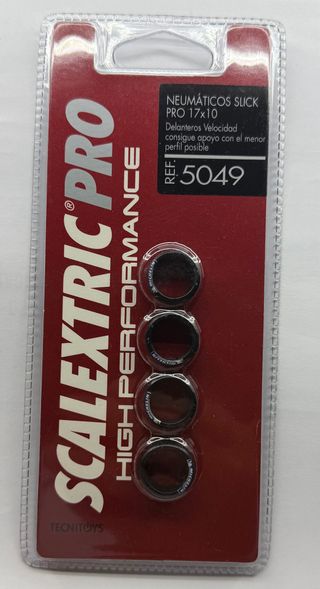 NEUMÁTICOS SLICK
PRO 17x10
Delanteros Velocidad
consigue apoyo con el menor
perfil posible
REF. 5049
SCALEXTRIC® PRO
HIGH PERFORMANCE
TECNITOYS